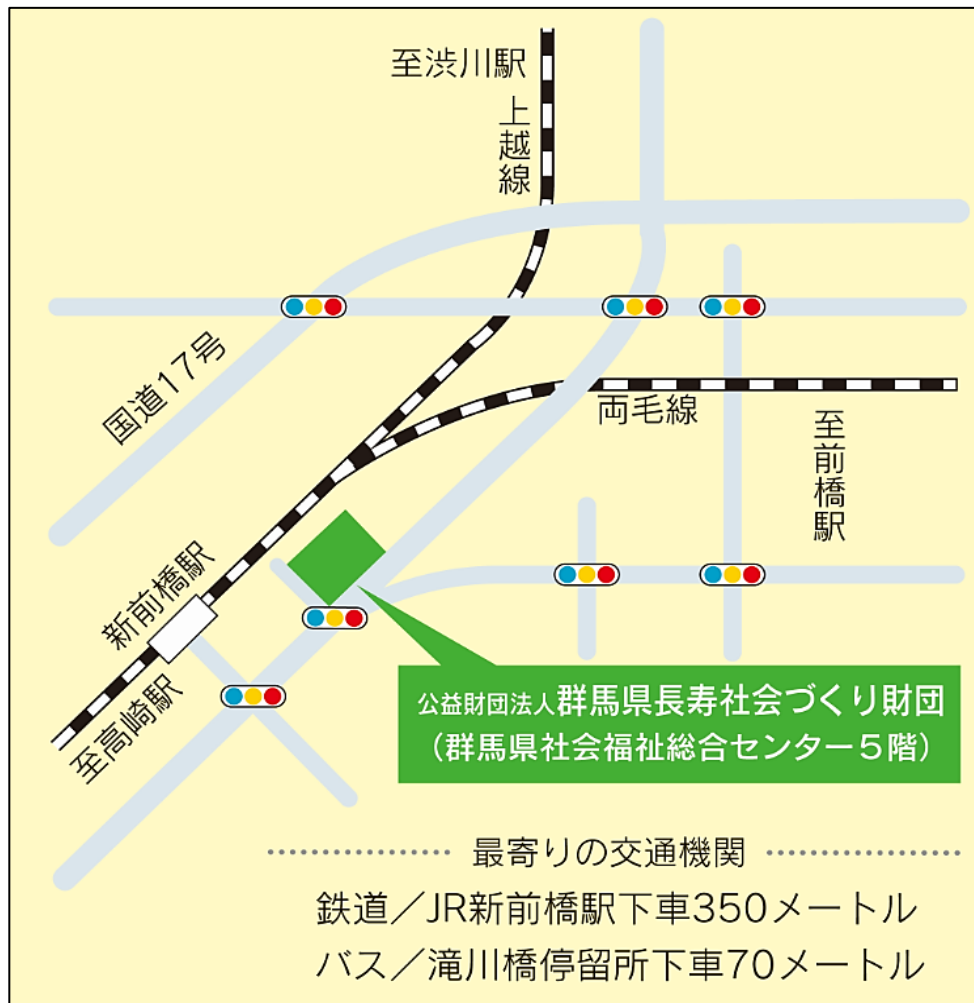 至渋川駅
上越線
国道17号
両毛線
至前橋駅
新前橋駅
至高崎駅
公益財団法人群馬県長寿社会づくり財団
（群馬県社会福祉総合センター５階）
最寄りの交通機関
鉄道／JR新前橋駅下車350メートル
バス／滝川橋停留所下車70メートル